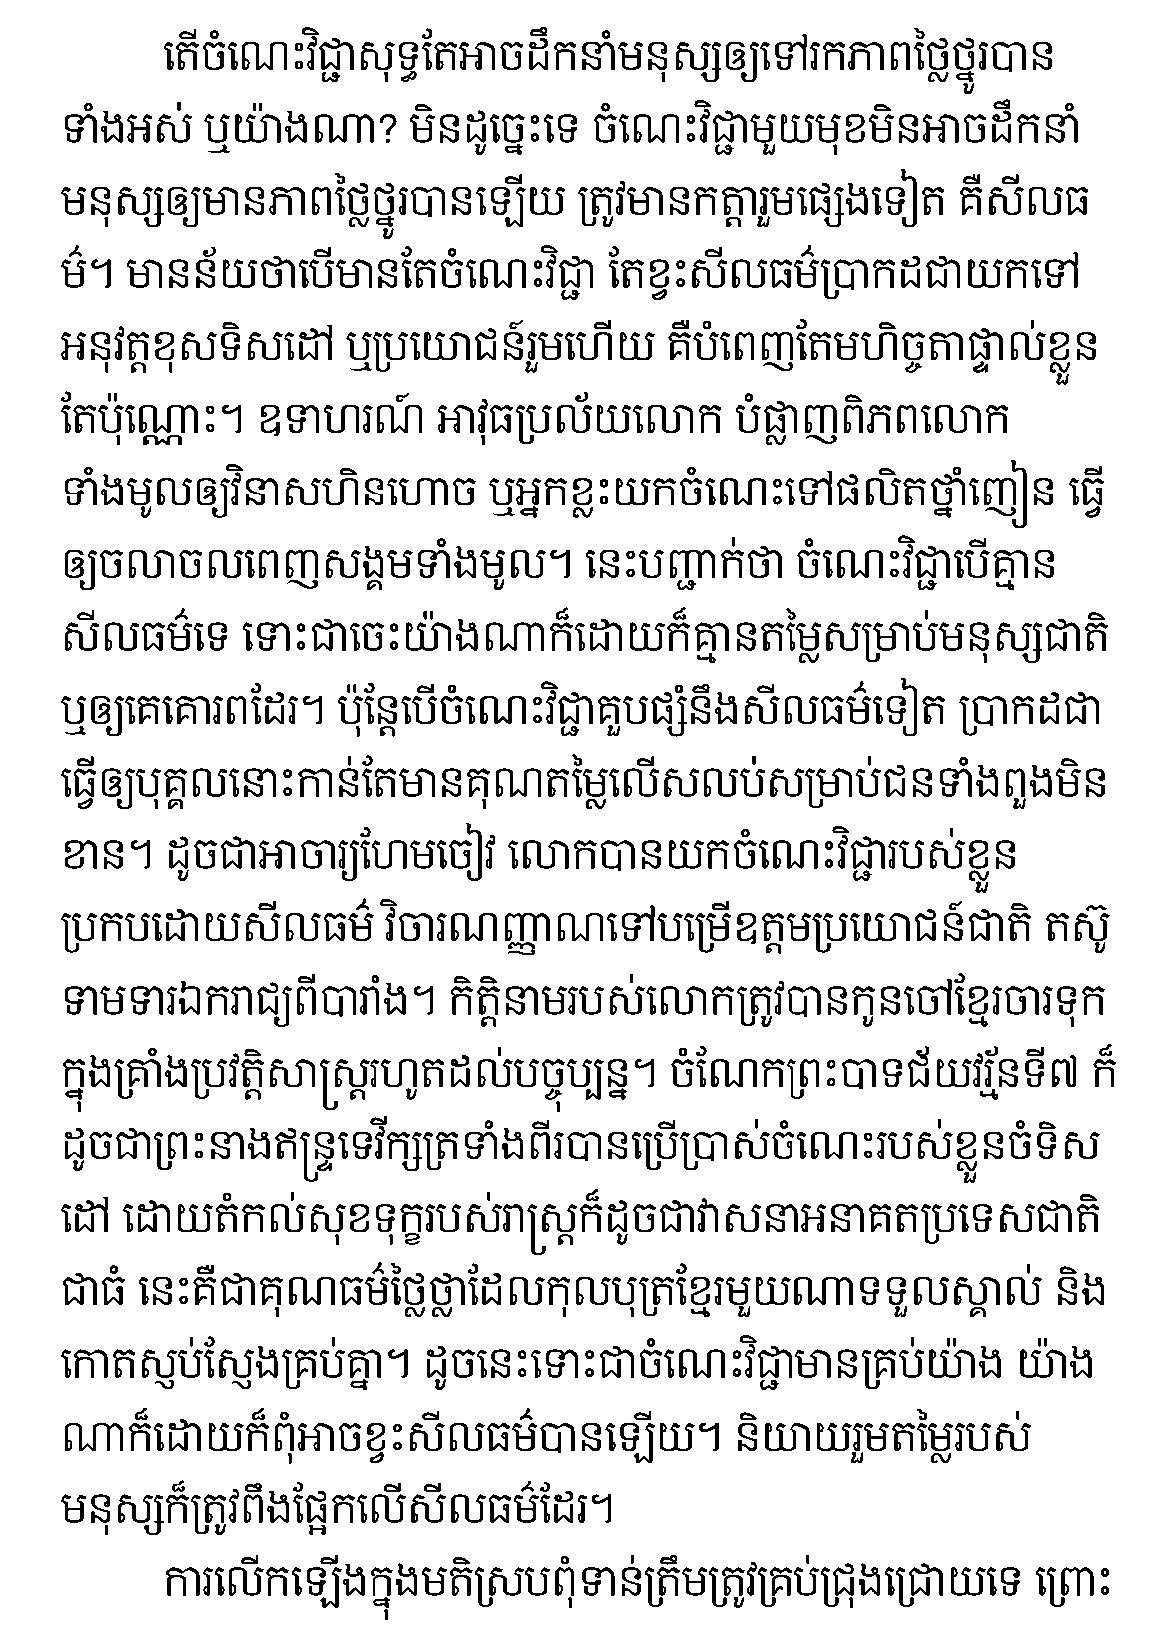 តើចំណេះវិជ្ជាសុទ្ធតែអាចដឹកនាំមនុស្សឲ្យទៅរកភាពថ្លៃថ្នូរបាន
ទាំងអស់ ឬយ៉ាងណា? មិនដូច្នេះទេ ចំណេះវិជ្ជាមួយមុខមិនអាចដឹកនាំ
មនុស្សឲ្យមានភាពថ្លៃថ្នូរបានឡើយ ត្រូវមានកត្តារួមផ្សេងទៀត គឺសីលធ
ម៌។ មានន័យថាបើមានតែចំណេះវិជ្ជា តែខ្វះសីលធម៌ប្រាកដជាយកទៅ
អនុវត្តខុសទិសដៅ ឬប្រយោជន៍រួមហើយ គឺបំពេញតែមហិច្ចតាផ្ទាល់ខ្លួន
តែប៉ុណ្ណោះ។ ឧទាហរណ៍ អាវុធប្រល័យលោក បំផ្លាញពិភពលោក
ទាំងមូលឲ្យវិនាសហិនហោច ឬអ្នកខ្លះយកចំណេះទៅផលិតថ្នាំញៀន ធ្វើ
ឲ្យចលាចលពេញសង្គមទាំងមូល។ នេះបញ្ជាក់ថា ចំណេះវិជ្ជាបើគ្មាន
សីលធម៌ទេ ទោះជាចេះយ៉ាងណាក៏ដោយក៏គ្មានតម្លៃសម្រាប់មនុស្សជាតិ
ឬឲ្យគេគោរពដែរ។ ប៉ុន្តែបើចំណេះវិជ្ជាគួបផ្សំនឹងសីលធម៌ទៀត ប្រាកដជា
ធ្វើឲ្យបុគ្គលនោះកាន់តែមានគុណតម្លៃលើសលប់សម្រាប់ជនទាំងពួងមិន
ខាន។ ដូចជាអាចារ្យហែមចៀវ លោកបានយកចំណេះវិជ្ជារបស់ខ្លួន
ប្រកបដោយសីលធម៌ វិចារណញ្ញាណទៅបម្រើឧត្តមប្រយោជន៍ជាតិ តស៊ូ
ទាមទារឯករាជ្យពីបារាំង។ កិត្តិនាមរបស់លោកត្រូវបានកូនចៅខ្មែរចារទុក
ក្នុងគ្រាំងប្រវត្តិសាស្ត្ររហូតដល់បច្ចុប្បន្ន។ ចំណែកព្រះបាទជ័យវរ្ម័នទី៧ ក៏
ដូចជាព្រះនាងឥន្ទ្រទេវីក្សត្រទាំងពីរបានប្រើប្រាស់ចំណេះរបស់ខ្លួនចំទិស
ដៅ ដោយតំកល់សុខទុក្ខរបស់រាស្ត្រក៏ដូចជាវាសនាអនាគតប្រទេសជាតិ
ជាធំ នេះគឺជាគុណធម៌ថ្លៃថ្លាដែលកុលបុត្រខ្មែរមួយណាទទួលស្គាល់ និង
កោតស្ញប់ស្ញែងគ្រប់គ្នា។ ដូចនេះទោះជាចំណេះវិជ្ជាមានគ្រប់យ៉ាង យ៉ាង
ណាក៏ដោយក៏ពុំអាចខ្វះសីលធម៌បានឡើយ។ និយាយរួមតម្លៃរបស់
មនុស្សក៏ត្រូវពឹងផ្អែកលើសីលធម៌ដែរ។
ការលើកឡើងក្នុងមតិស្របពុំទាន់ត្រឹមត្រូវគ្រប់ជ្រុងជ្រោយទេ ព្រោះ